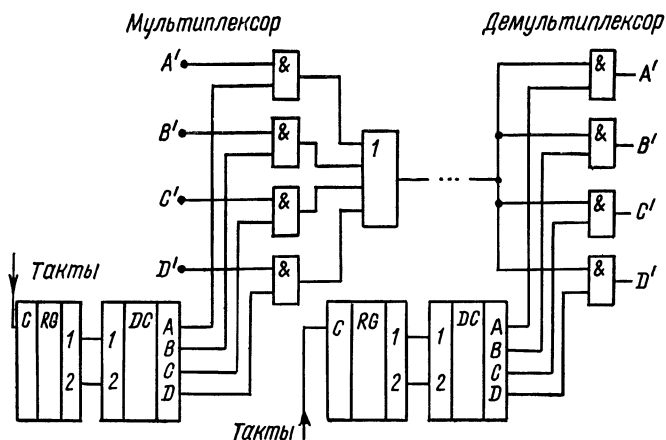 Мультиплексор
Демультиплексор
A' & & A'
B' & 1 & B'
... 
C' & & C'
D' & & D'
Такты
C RG 1 1 DC A
B
C
2 2 D
C RG 1 1 DC A
B
C
2 2 D
Такты